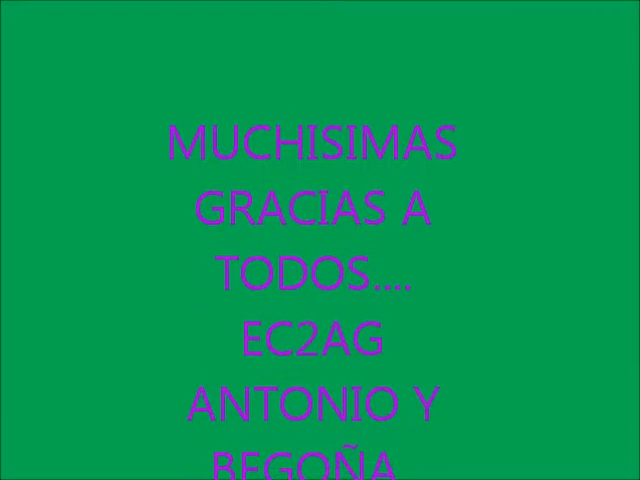 MUCHISIMAS
GRACIAS A
TODOS....
EC2AG
ANTONIO Y
BEGOÑA